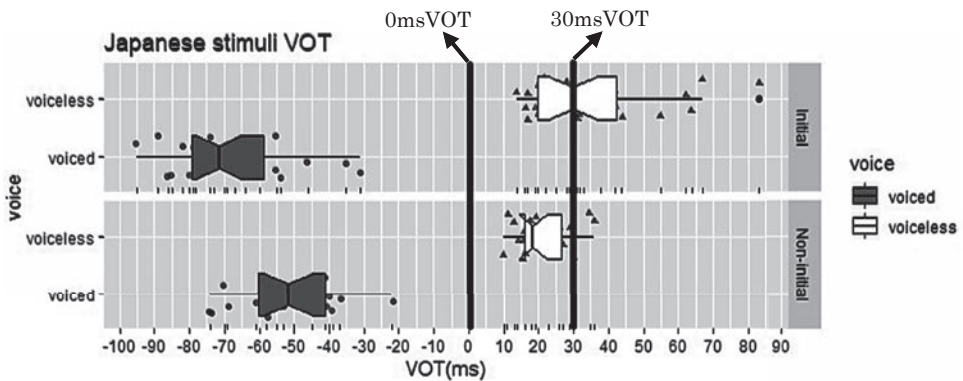 0msVOT
30msVOT
Japanese stimuli VOT
voiceless
voiced
Initial
voice
voiceless
voiced
Non-initial
voice
voiced
voiceless
-100 -90 -80 -70 -60 -50 -40 -30 -20 -10 0 10 20 30 40 50 60 70 80 90
VOT(ms)